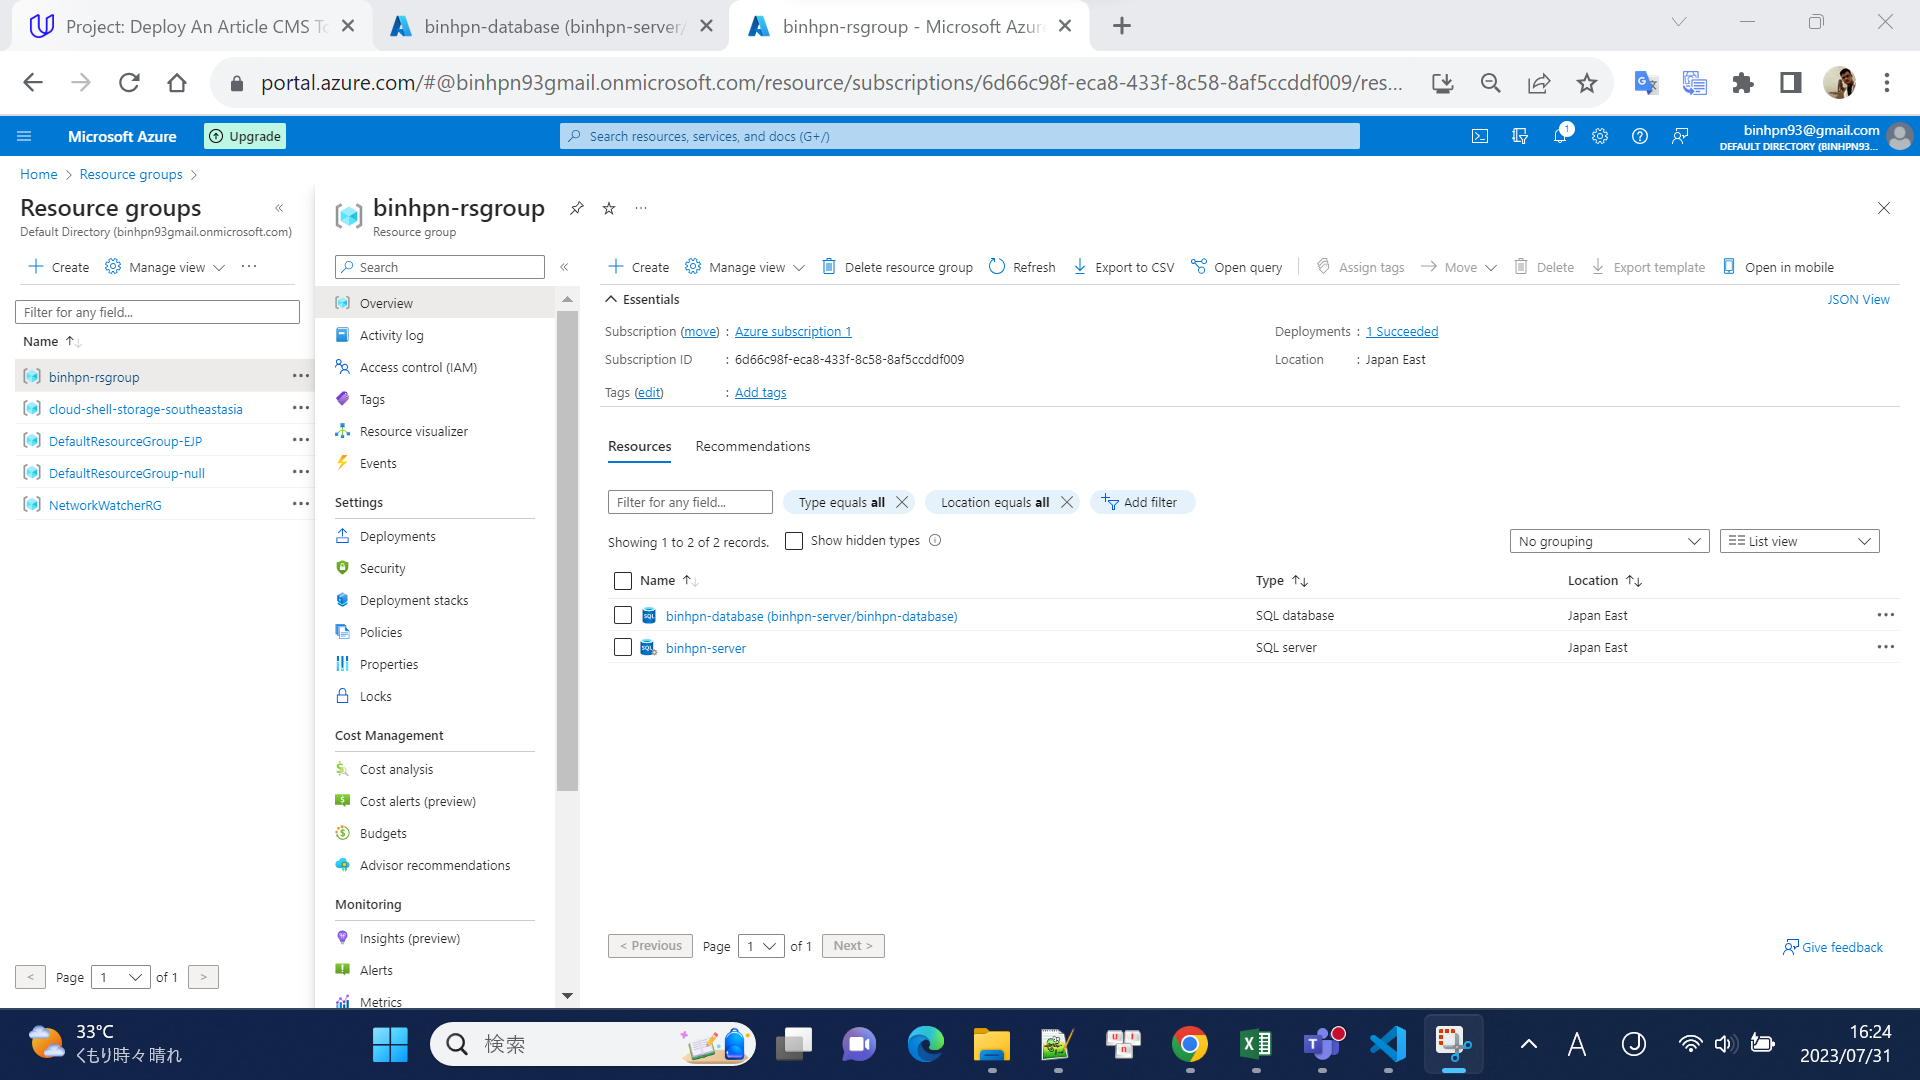 Project: Deploy An Article CMS To
binhpn-database (binhpn-server/
binhpn-rsgroup - Microsoft Azure
portal.azure.com/#@binhpn93gmail.onmicrosoft.com/resource/subscriptions/6d66c98f-eca8-433f-8c58-8af5ccddf009/res...
Microsoft Azure
Upgrade
Search resources, services, and docs (G+/)
1
binhpn93@gmail.com
DEFAULT DIRECTORY (BINHPN93...
Home
Resource groups
Resource groups
Default Directory (binhpn93gmail.onmicrosoft.com)
Create
Manage view
Filter for any field...
Name
binhpn-rsgroup
cloud-shell-storage-southeastasia
DefaultResourceGroup-EJP
DefaultResourceGroup-null
NetworkWatcherRG
< Page 1 of 1 >
binhpn-rsgroup
Resource group
Search
Overview
Activity log
Access control (IAM)
Tags
Resource visualizer
Events
Settings
Deployments
Security
Deployment stacks
Policies
Properties
Locks
Cost Management
Cost analysis
Cost alerts (preview)
Budgets
Advisor recommendations
Monitoring
Insights (preview)
Alerts
Metrics
Create Manage view Delete resource group Refresh Export to CSV Open query Assign tags Move Delete Export template Open in mobile
Essentials
JSON View
Subscription (move) : Azure subscription 1
Deployments : 1 Succeeded
Subscription ID : 6d66c98f-eca8-433f-8c58-8af5ccddf009
Location : Japan East
Tags (edit) : Add tags
Resources Recommendations
Filter for any field... Type equals all Location equals all Add filter
Showing 1 to 2 of 2 records. Show hidden types No grouping List view
Name Type Location
binhpn-database (binhpn-server/binhpn-database) SQL database Japan East
binhpn-server SQL server Japan East
< Previous Page 1 of 1 Next >
Give feedback
33°C
くもり時々晴れ
検索
A
16:24
2023/07/31